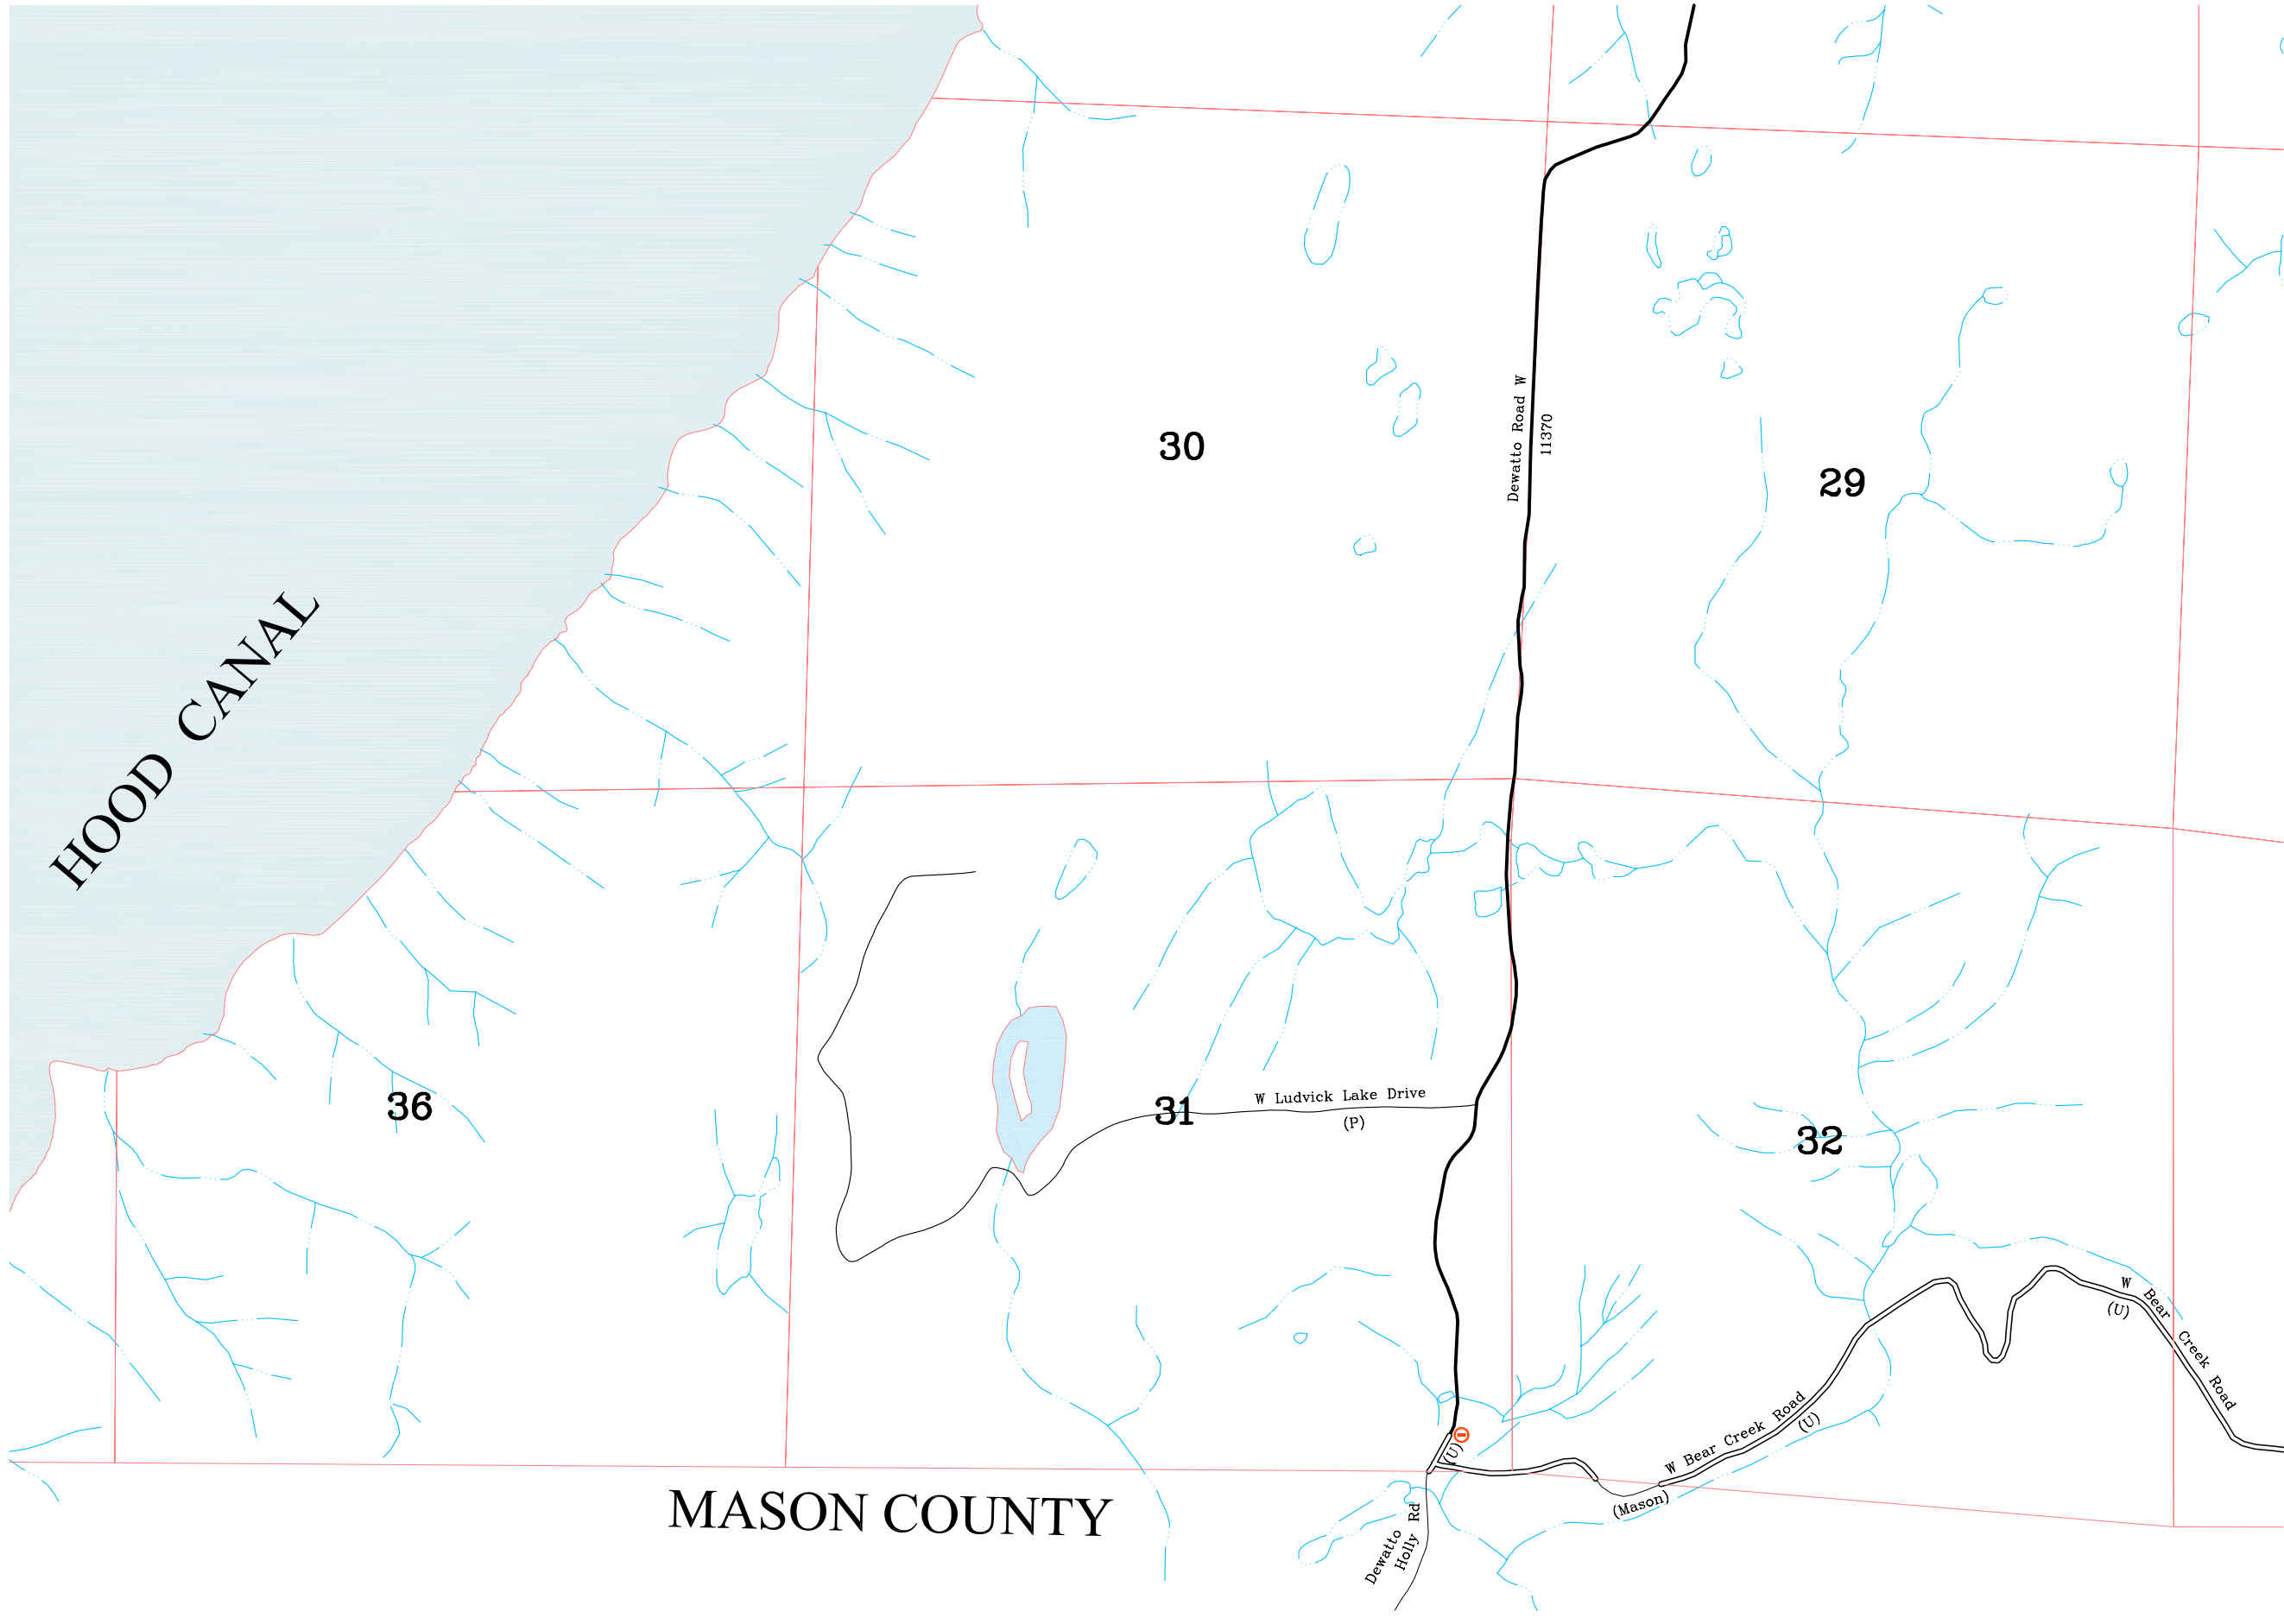 30
29
Dewatto Road W
11370
HOOD CANAL
36
31
W Ludvick Lake Drive
(P)
32
W Bear Creek Road
(U)
W Bear Creek Road
(U)
(U)
(Mason)
MASON COUNTY
Dewatto
Holly Rd